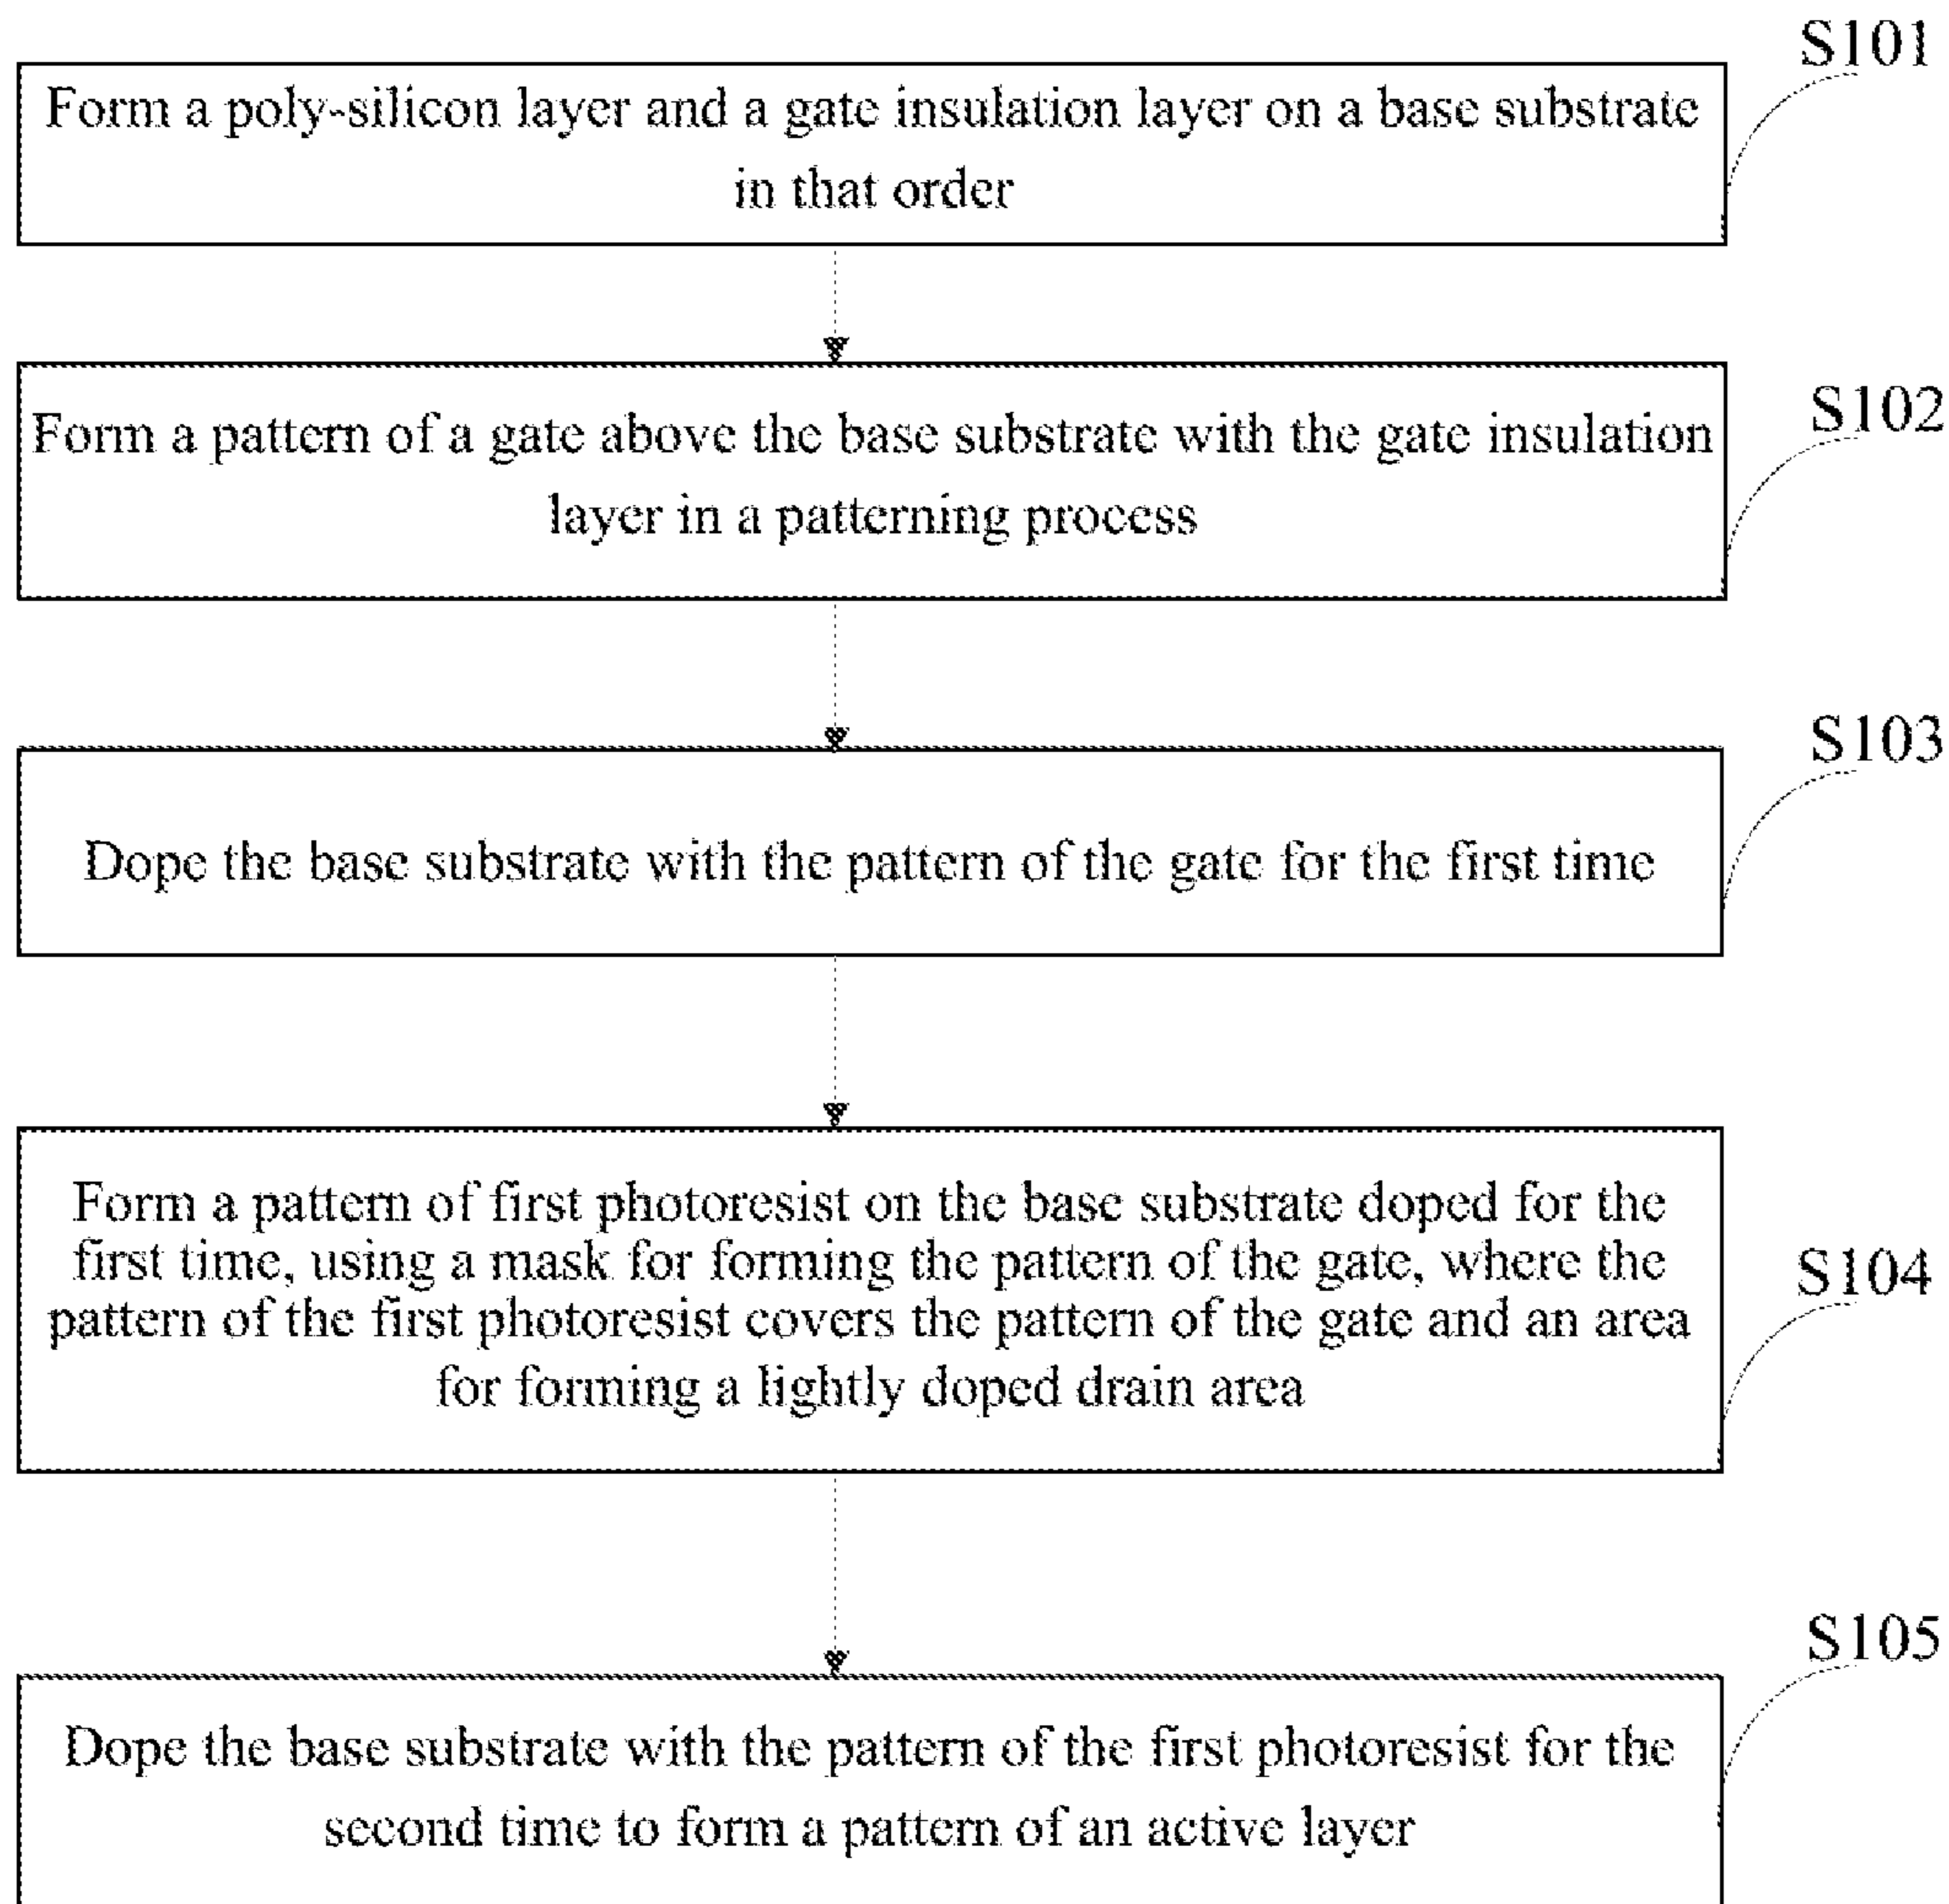 S101
Form a poly-silicon layer and a gate insulation layer on a base substrate
in that order
S102
Form a pattern of a gate above the base substrate with the gate insulation
layer in a patterning process
S103
Dope the base substrate with the pattern of the gate for the first time
Form a pattern of first photoresist on the base substrate doped for the
first time, using a mask for forming the pattern of the gate, where the
S104
pattern of the first photoresist covers the pattern of the gate and an area
for forming a lightly doped drain area
S105
Dope the base substrate with the pattern of the first photoresist for the
second time to form a pattern of an active layer